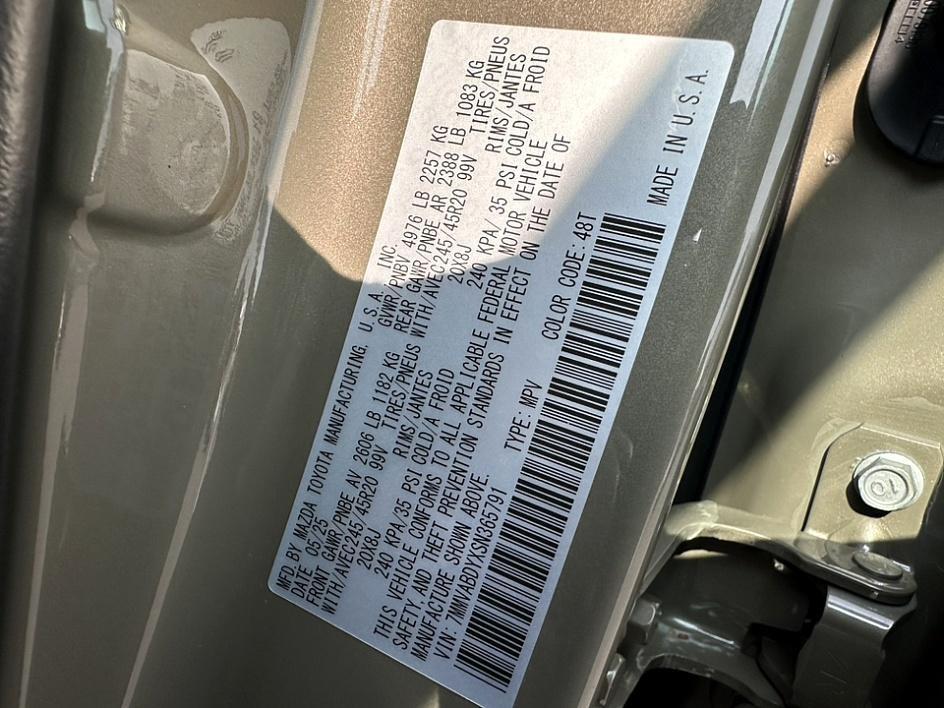 MFD. BY MAZDA TOYOTA MANUFACTURING, U.S.A., INC.
DATE 05/25 GVWR/PNBV 4976 LB 2257 KG
FRONT GAWR/PNBE AV 2606 LB 1182 KG REAR GAWR/PNBE AR 2388 LB 1083 KG
WITH/AVEC245/45R20 99V TIRES/PNEUS WITH/AVEC245/45R20 99V TIRES/PNEUS
20X8J RIMS/JANTES 20X8J RIMS/JANTES
240 KPA/35 PSI COLD/A FROID 240 KPA/35 PSI COLD/A FROID
THIS VEHICLE CONFORMS TO ALL APPLICABLE FEDERAL MOTOR VEHICLE
SAFETY, AND THEFT PREVENTION STANDARDS IN EFFECT ON THE DATE OF
MANUFACTURE SHOWN ABOVE.
VIN: 7MMVABDYXSN365791 TYPE: MPV COLOR CODE: 48T
MADE IN U.S.A.